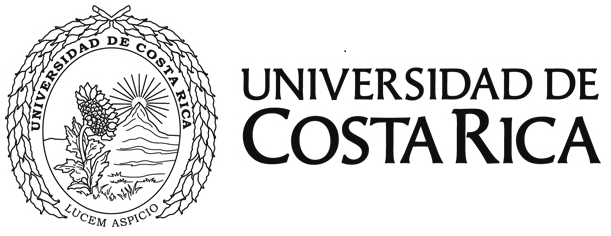 UNIVERSIDAD DE COSTA RICA
LUCEM ASPICIO
UNIVERSIDAD DE
COSTA RICA